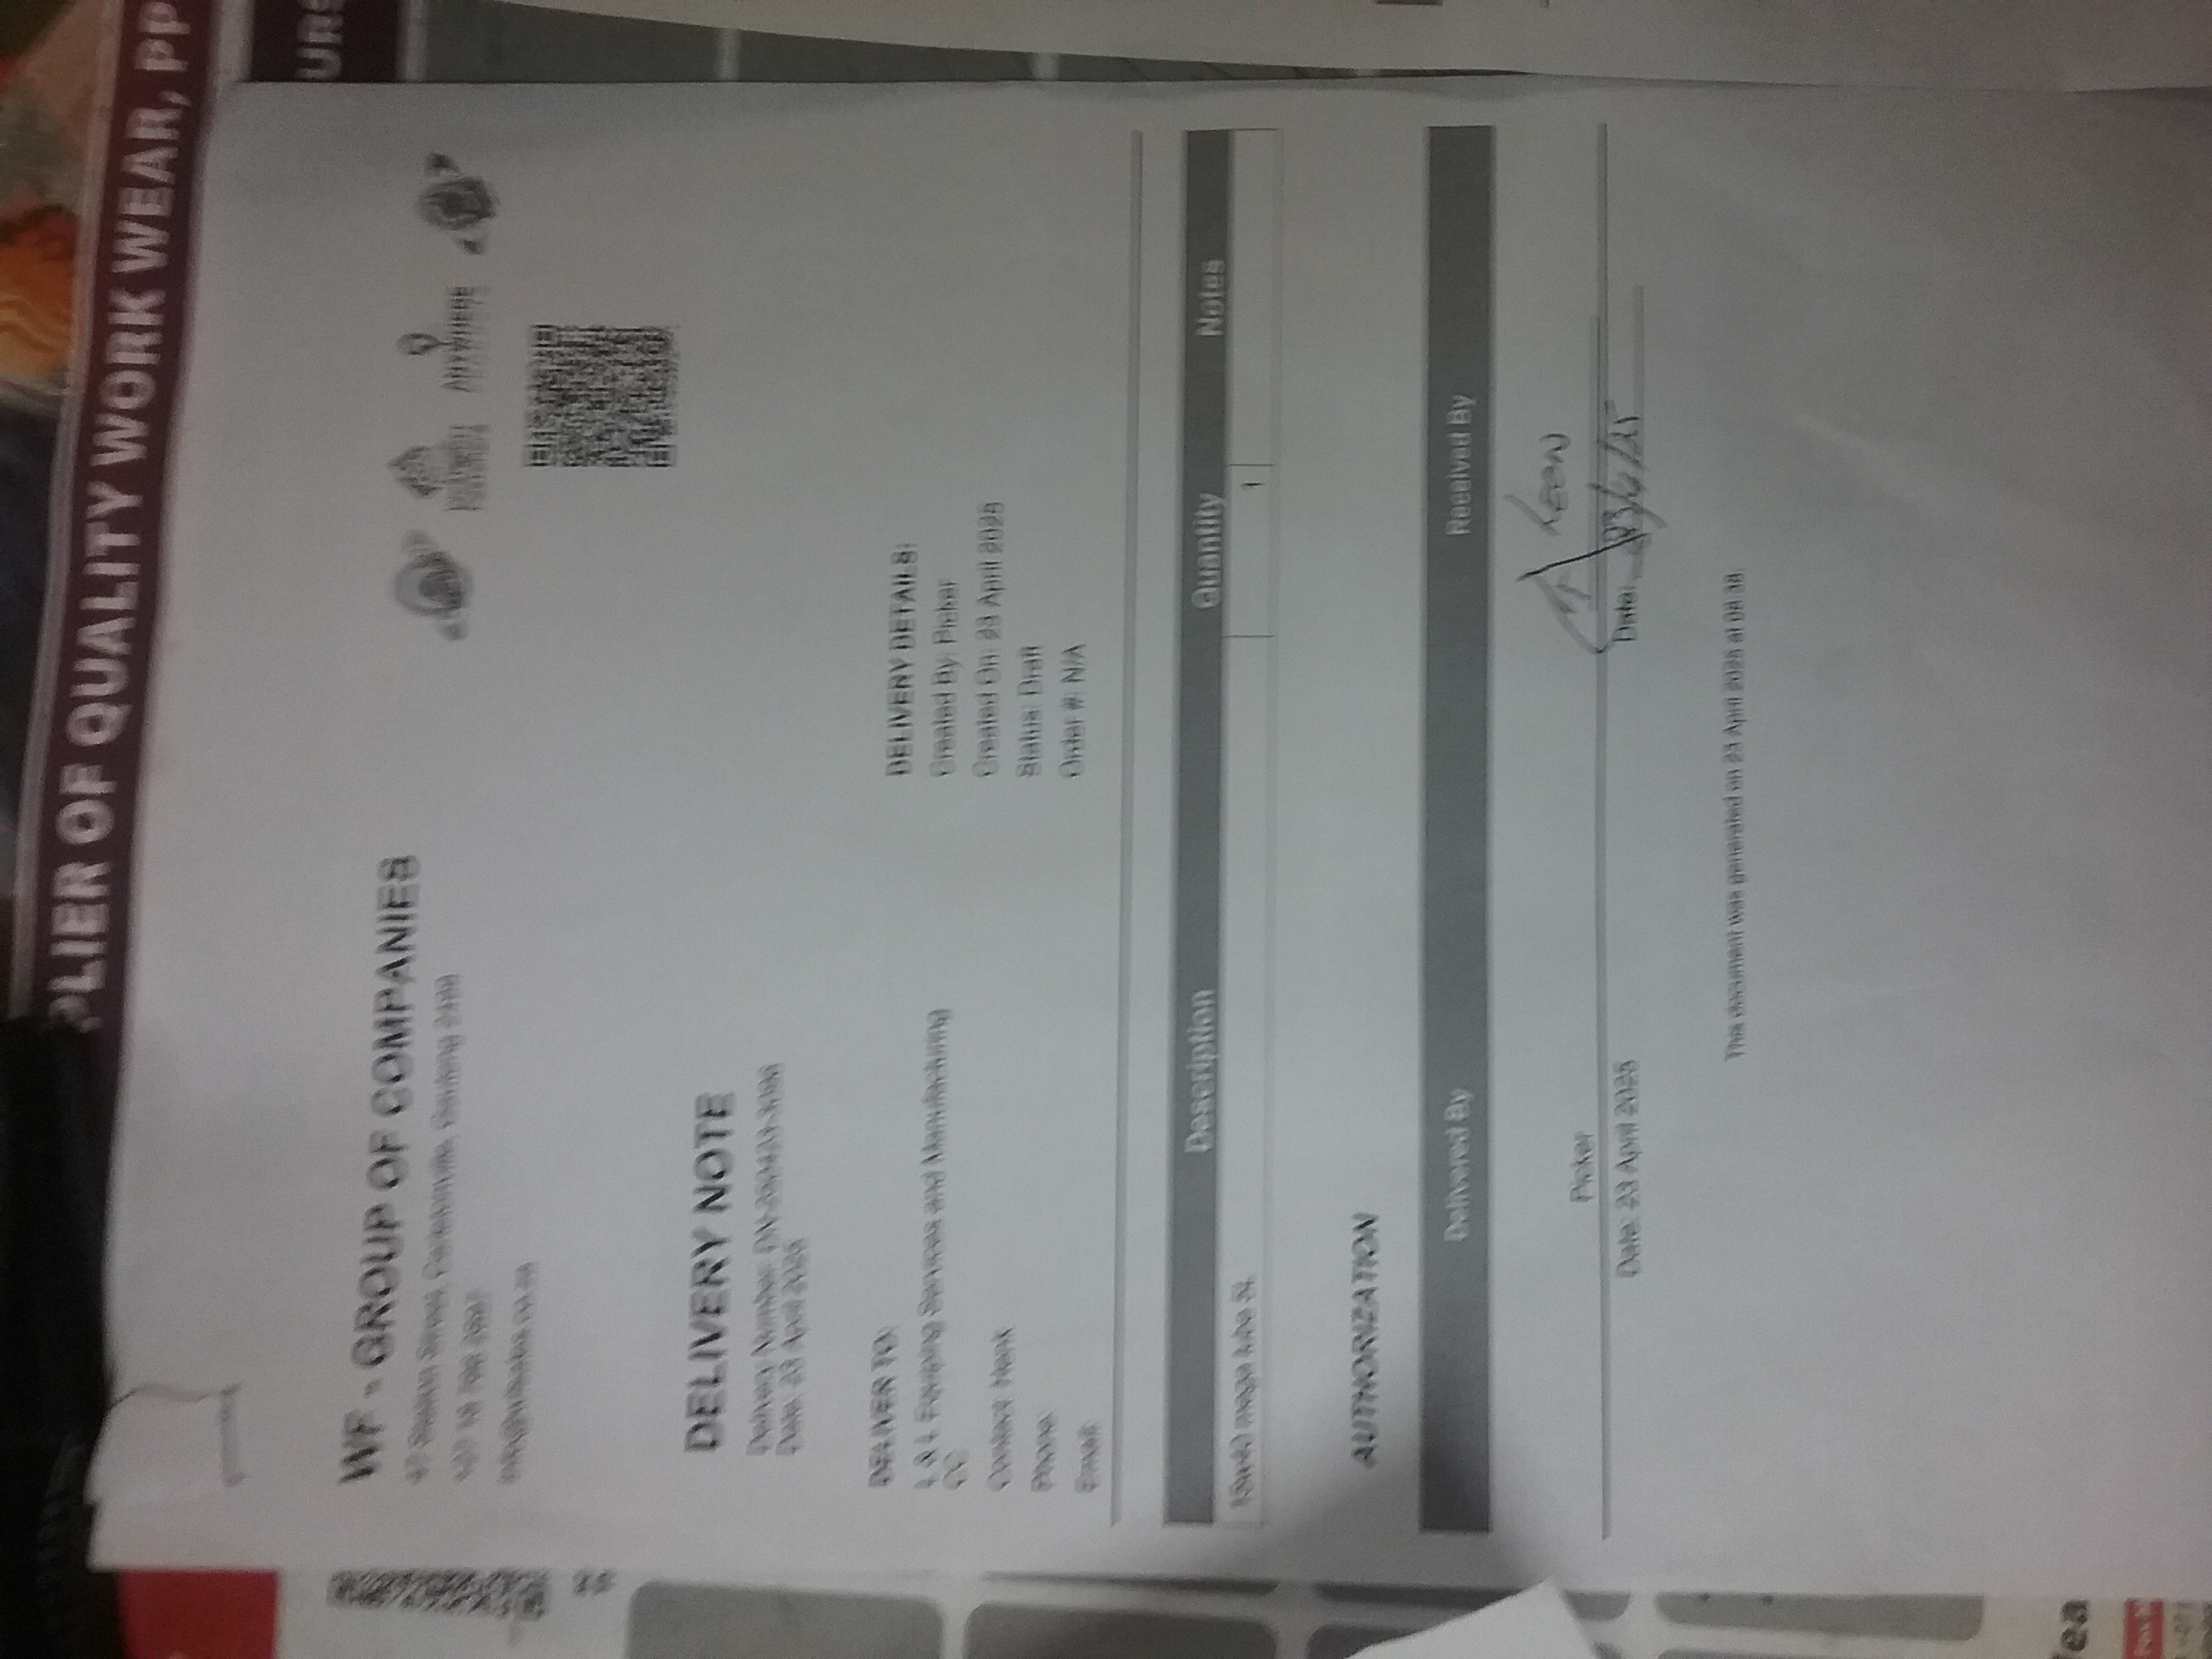 PLIER OF QUALITY WORK WEAR, PP
URS
WF - GROUP OF COMPANIES
47 Station Street, Carletonville, Gauteng 2499
+27 18 788
info@wfsales.co.za
ANYWHERE
DELIVERY NOTE
Delivery Number: DN-250423-
Date: 23 April 2025
DELIVER TO:
L & L Equiping Services and Manufacturing
CC
Contact: Henk
Phone:
Email:
DELIVERY DETAILS:
Created By: Picker
Created On: 23 April 2025
Status: Draft
Order #: N/A
Description Quantity Notes
15w40 mega lube 5L 1
AUTHORIZATION
Delivered By Received By
Picker
LEON
Date: 23 April 2025
Date: 23/4/25
This document was generated on 23 April 2025 at 08:38.
ea